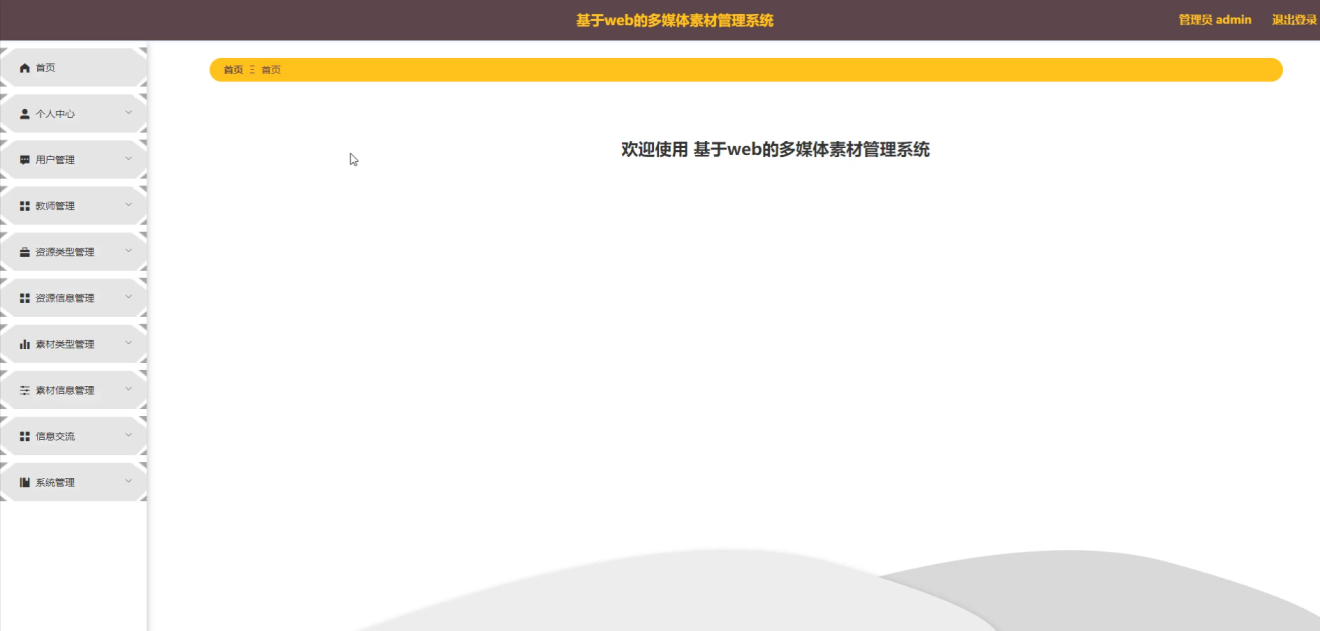 基于web的多媒体素材管理系统
管理员 admin 退出登录
首页
个人中心
用户管理
教师管理
资源类型管理
资源信息管理
素材类型管理
素材信息管理
信息交流
系统管理
首页 Ξ 首页
欢迎使用 基于web的多媒体素材管理系统